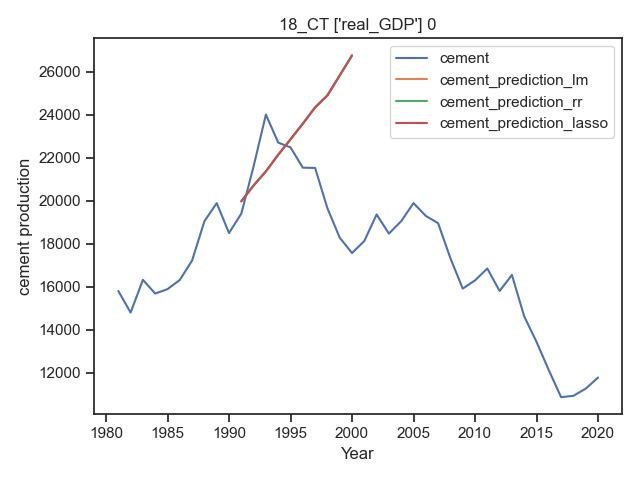 18_CT ['real_GDP'] 0
cement
cement_prediction_lm
cement_prediction_rr
cement_prediction_lasso
cement production
26000
24000
22000
20000
18000
16000
14000
12000
1980 1985 1990 1995 2000 2005 2010 2015 2020
Year